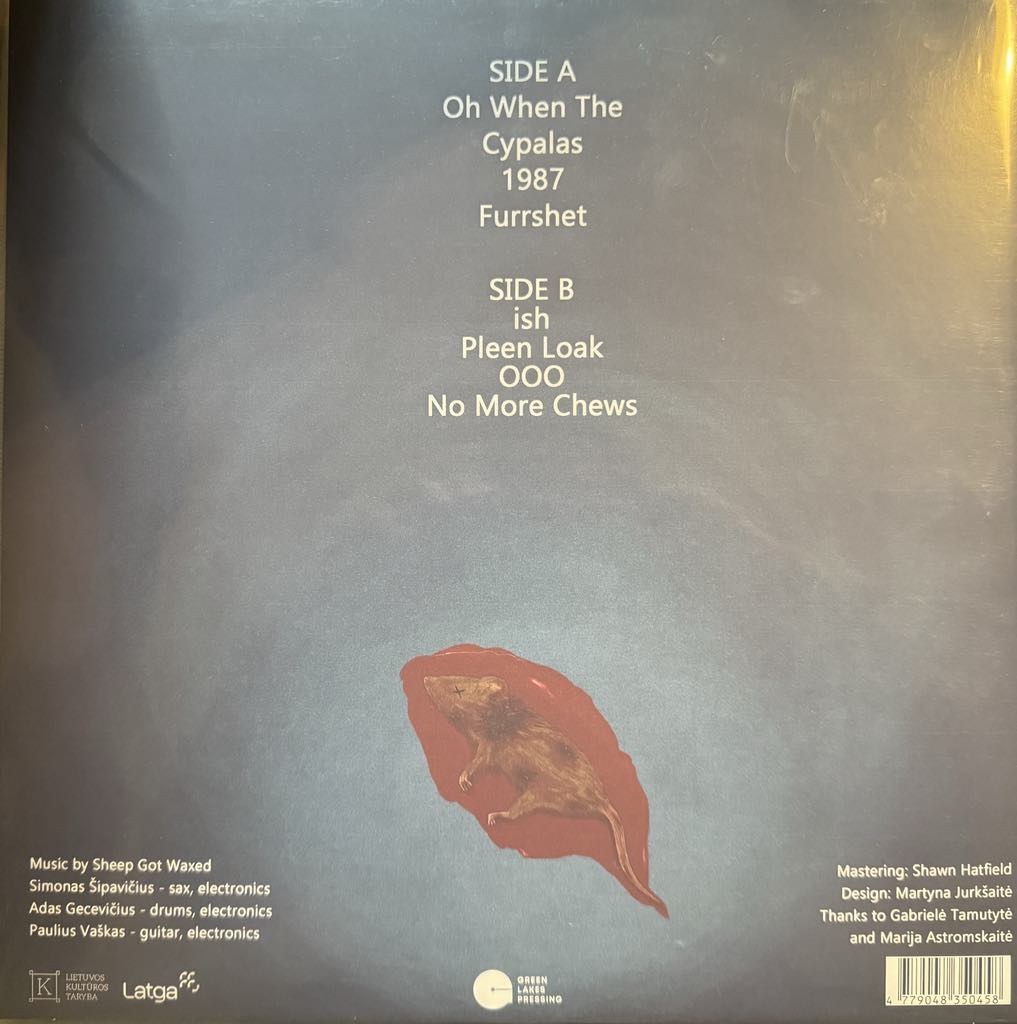 SIDE A
Oh When The
Cypalas
1987
Furrshet
SIDE B
ish
Pleen Loak
OOO
No More Chews
Music by Sheep Got Waxed
Simonas Šipavičius - sax, electronics
Adas Gecevičius - drums, electronics
Paulius Vaškas - guitar, electronics
Mastering: Shawn Hatfield
Design: Martyna Jurkšaitė
Thanks to Gabrielė Tamutytė
and Marija Astromskaitė
K
LIETUVOS
KULTŪROS
TARYBA
Latga
GREEN
LAKES
PRESSING
4 779048 350458